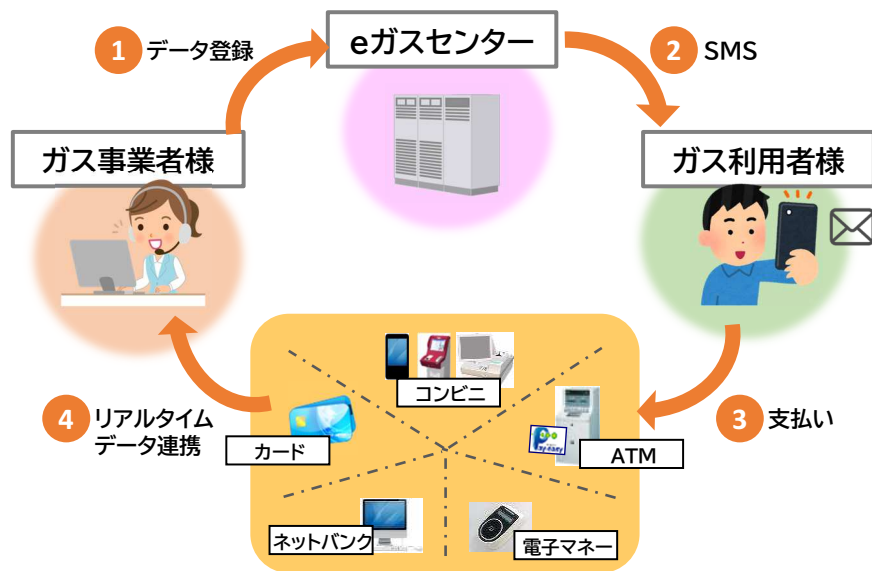 1 データ登録
eガスセンター
2 SMS
ガス事業者様
ガス利用者様
コンビニ
4 リアルタイム
データ連携
カード
Pay-easy
ATM
3 支払い
ネットバンク
電子マネー